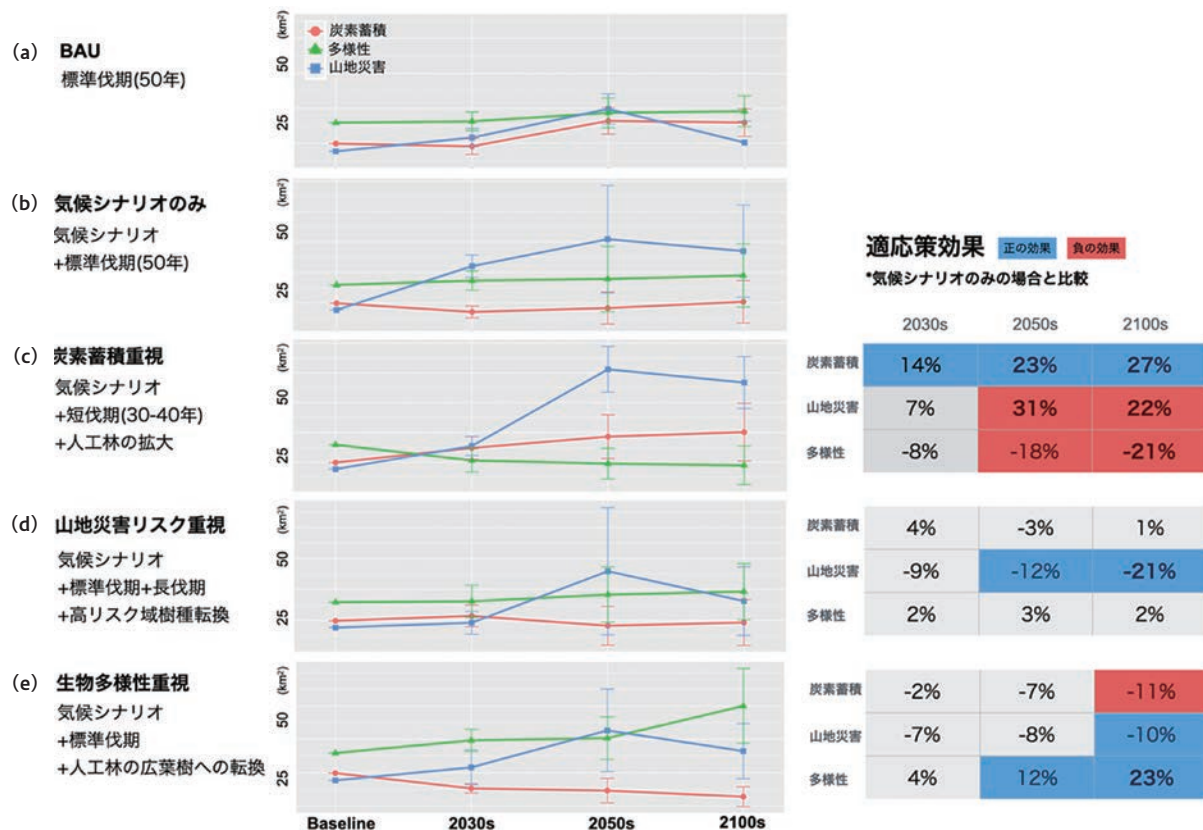 (a) BAU
標準伐期(50年)
(km²)
50
25
炭素蓄積
多様性
山地災害
(b) 気候シナリオのみ
気候シナリオ
+標準伐期(50年)
(km²)
50
25
(c) 炭素蓄積重視
気候シナリオ
+短伐期(30-40年)
+人工林の拡大
(km²)
50
25
(d) 山地災害リスク重視
気候シナリオ
+標準伐期+長伐期
+高リスク域樹種転換
(km²)
50
25
(e) 生物多様性重視
気候シナリオ
+標準伐期
+人工林の広葉樹への転換
(km²)
50
25
Baseline 2030s 2050s 2100s
適応策効果 正の効果 負の効果
*気候シナリオのみの場合と比較
2030s 2050s 2100s
炭素蓄積 14% 23% 27%
山地災害 7% 31% 22%
多様性 -8% -18% -21%
炭素蓄積 4% -3% 1%
山地災害 -9% -12% -21%
多様性 2% 3% 2%
炭素蓄積 -2% -7% -11%
山地災害 -7% -8% -10%
多様性 4% 12% 23%